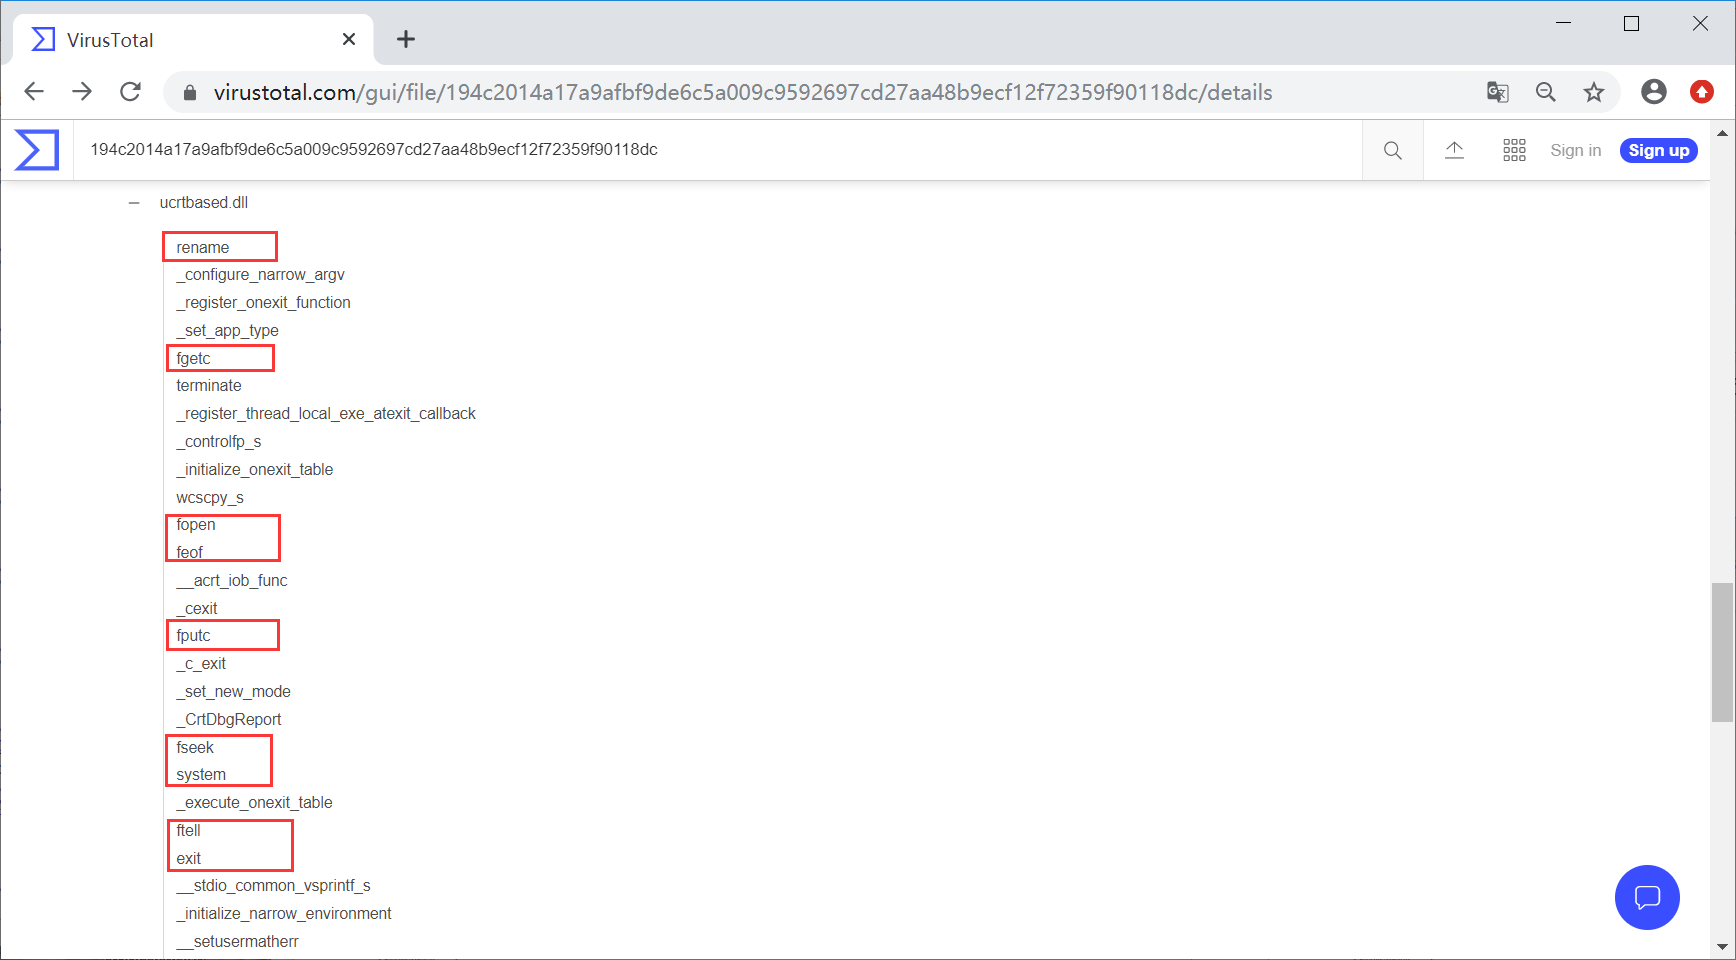 VirusTotal
virustotal.com/gui/file/194c2014a17a9afbf9de6c5a009c9592697cd27aa48b9ecf12f72359f90118dc/details
194c2014a17a9afbf9de6c5a009c9592697cd27aa48b9ecf12f72359f90118dc
Sign in
Sign up
ucrtbased.dll
rename
_configure_narrow_argv
_register_onexit_function
_set_app_type
fgetc
terminate
_register_thread_local_exe_atexit_callback
_controlfp_s
_initialize_onexit_table
wcscpy_s
fopen
feof
__acrt_iob_func
_cexit
fputc
_c_exit
_set_new_mode
_CrtDbgReport
fseek
system
_execute_onexit_table
ftell
exit
__stdio_common_vsprintf_s
_initialize_narrow_environment
__setusermatherr